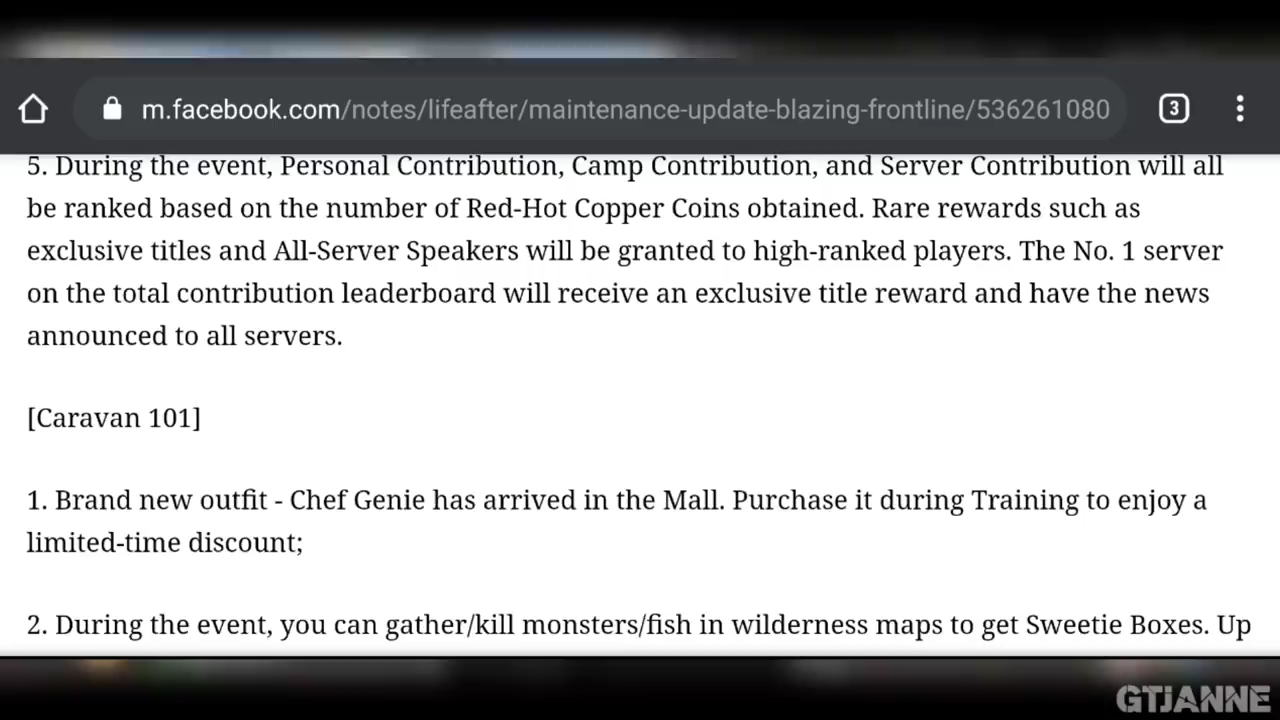 m.facebook.com/notes/lifeafter/maintenance-update-blazing-frontline/536261080
3
5. During the event, Personal Contribution, Camp Contribution, and Server Contribution will all
be ranked based on the number of Red-Hot Copper Coins obtained. Rare rewards such as
exclusive titles and All-Server Speakers will be granted to high-ranked players. The No. 1 server
on the total contribution leaderboard will receive an exclusive title reward and have the news
announced to all servers.
[Caravan 101]
1. Brand new outfit - Chef Genie has arrived in the Mall. Purchase it during Training to enjoy a
limited-time discount;
2. During the event, you can gather/kill monsters/fish in wilderness maps to get Sweetie Boxes. Up
GTJANNE